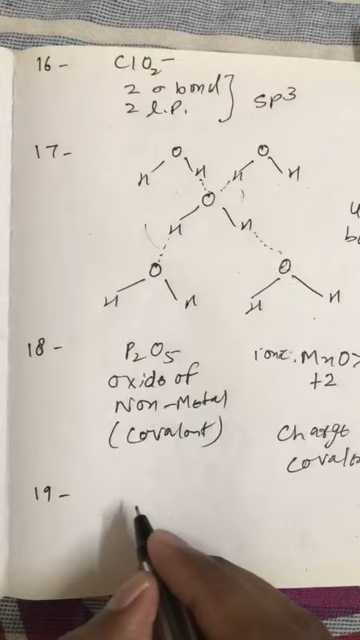 16- ClO2-
2 σ bond
2 l.p. } sp3
17-
O O
H H H H
O
H H
O O
H H H H
18- P2O5 ionic. MnO>
oxide of +2
Non-Metal
(covalent) charge
covale
19-